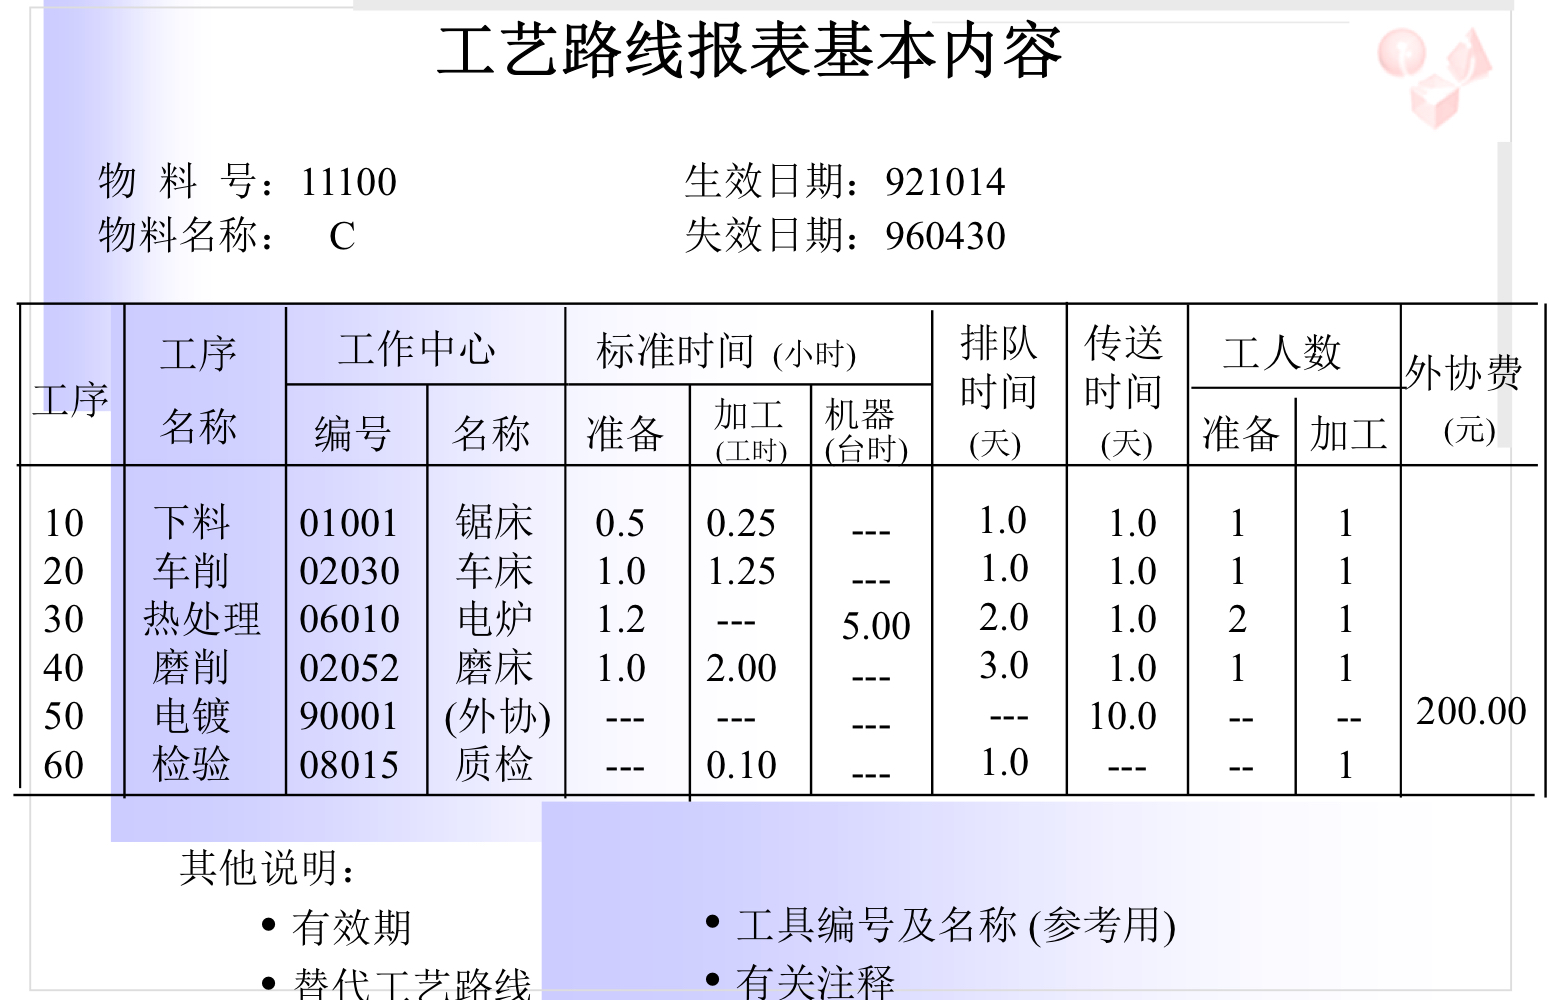 工艺路线报表基本内容
物 料 号：11100 生效日期：921014
物料名称： C 失效日期：960430
工序 工序名称 工作中心 标准时间 (小时) 排队时间(天) 传送时间(天) 工人数 外协费(元)
编号 名称 准备 加工(工时) 机器(台时) 准备 加工
10 下料 01001 锯床 0.5 0.25 --- 1.0 1.0 1 1
20 车削 02030 车床 1.0 1.25 --- 1.0 1.0 1 1
30 热处理 06010 电炉 1.2 --- 5.00 2.0 1.0 2 1
40 磨削 02052 磨床 1.0 2.00 --- 3.0 1.0 1 1
50 电镀 90001 (外协) --- --- --- --- 10.0 -- -- 200.00
60 检验 08015 质检 --- 0.10 --- 1.0 --- -- 1
其他说明：
• 有效期 • 工具编号及名称 (参考用)
• 替代工艺路线 • 有关注释